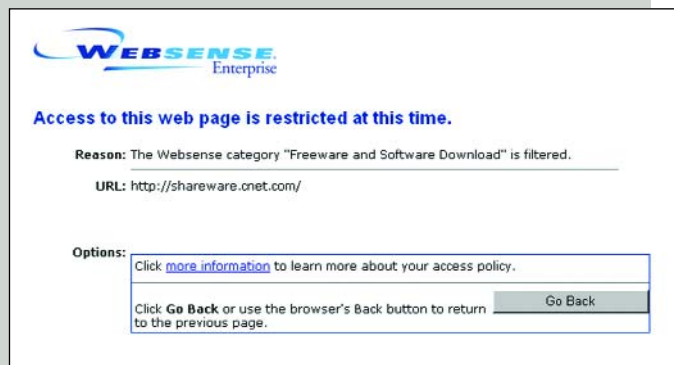 WEBSENSE.
Enterprise
Access to this web page is restricted at this time.
Reason: The Websense category "Freeware and Software Download" is filtered.
URL: http://shareware.cnet.com/
Options:
Click more information to learn more about your access policy.
Click Go Back or use the browser's Back button to return
to the previous page.
Go Back